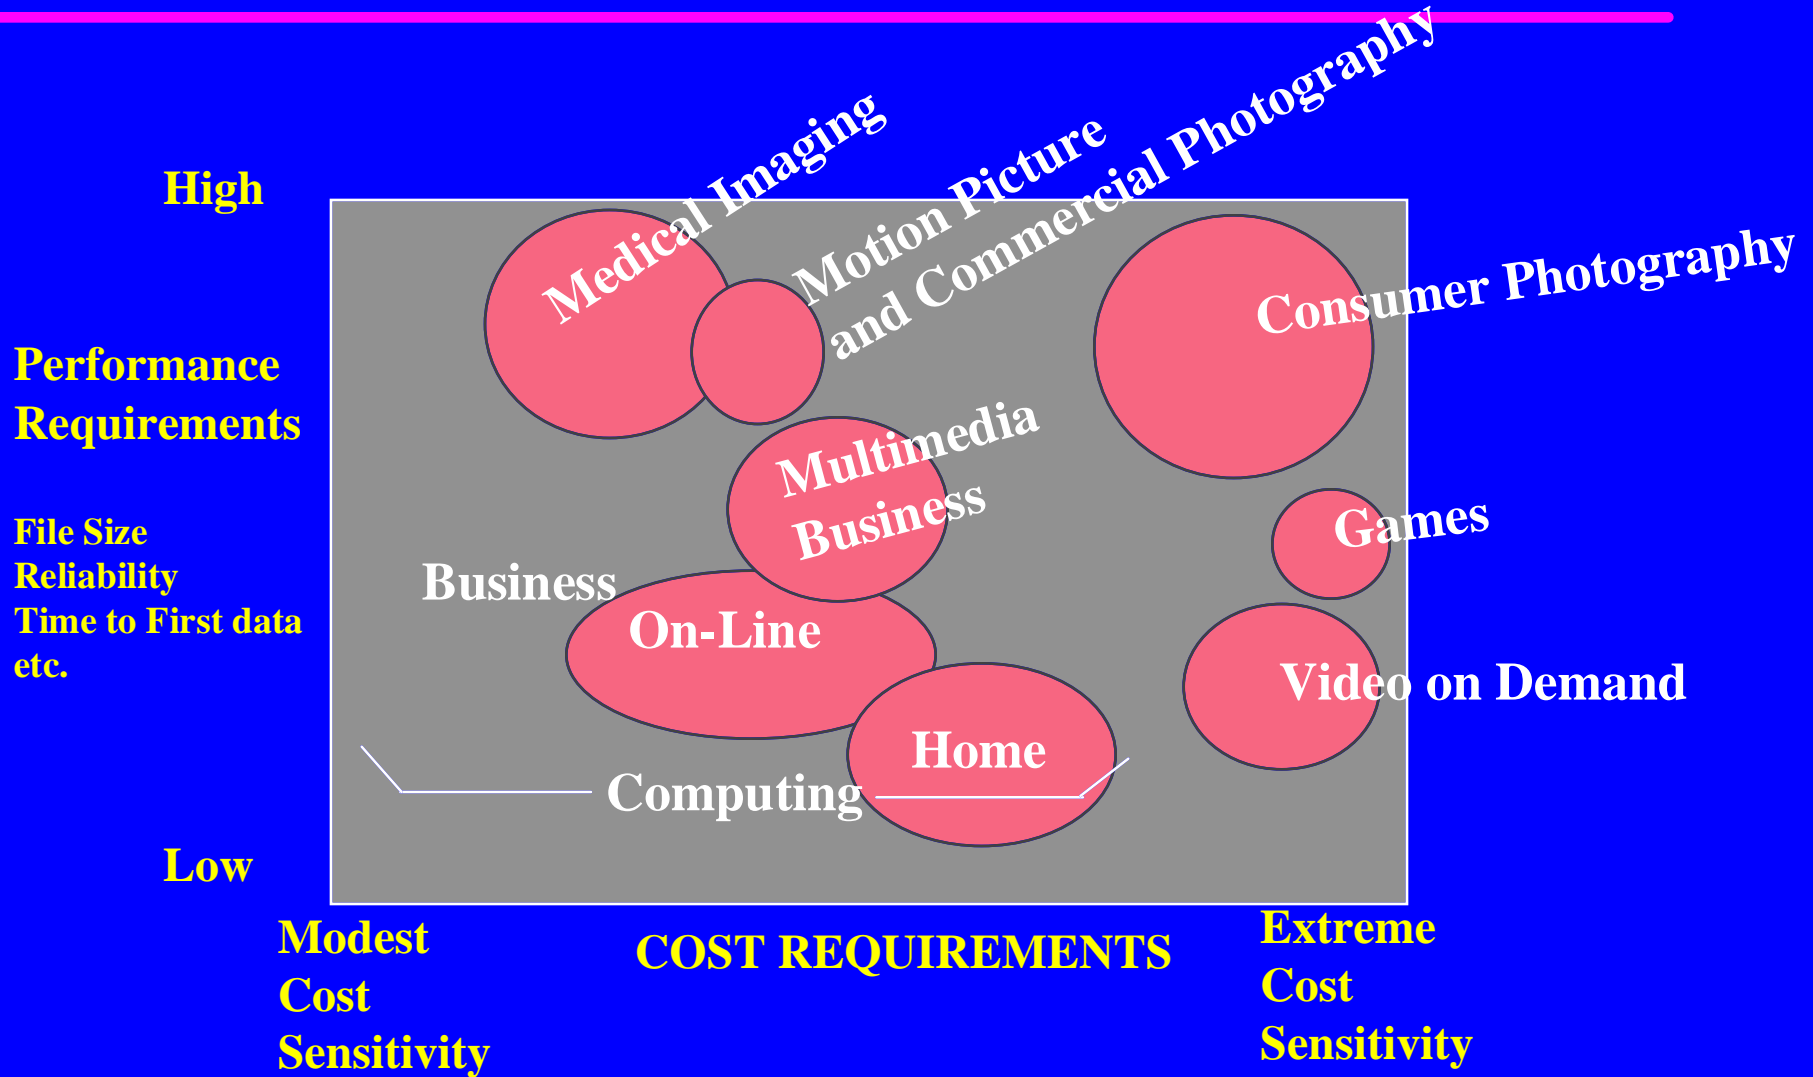 High
Medical Imaging
Motion Picture
and Commercial Photography
Consumer Photography
Performance
Requirements
Multimedia
Business
Games
File Size
Reliability
Time to First data
etc.
Business
On-Line
Video on Demand
Home
Computing
Low
Modest
Cost
Sensitivity
COST REQUIREMENTS
Extreme
Cost
Sensitivity